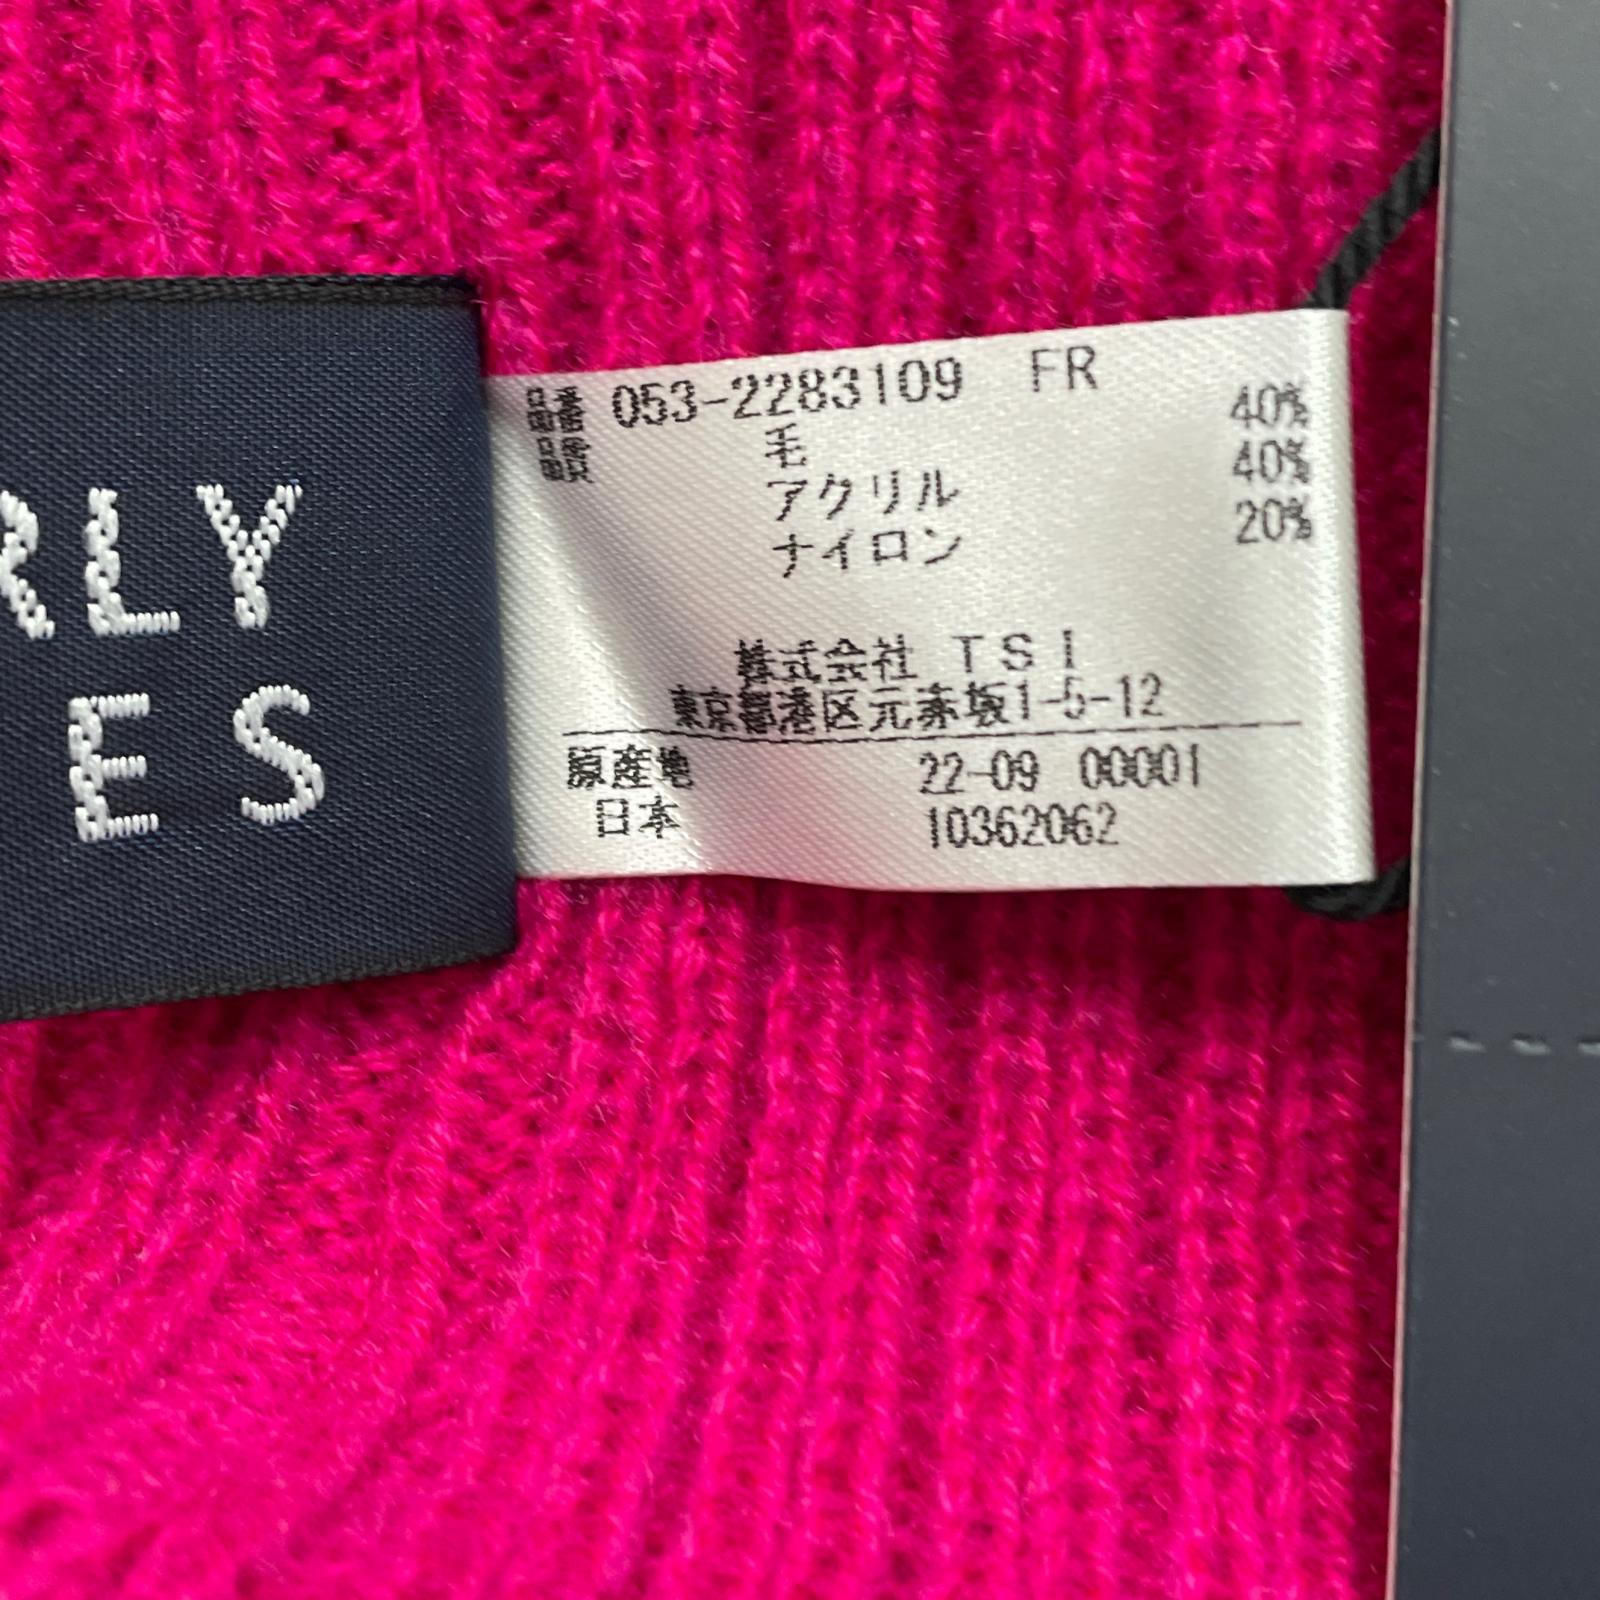 RLY
ES
品番 053-2283109 FR
毛 40%
アクリル 40%
ナイロン 20%
株式会社 TSI
東京都港区元赤坂1-5-12
原産地 22-09 00001
日本 10362062